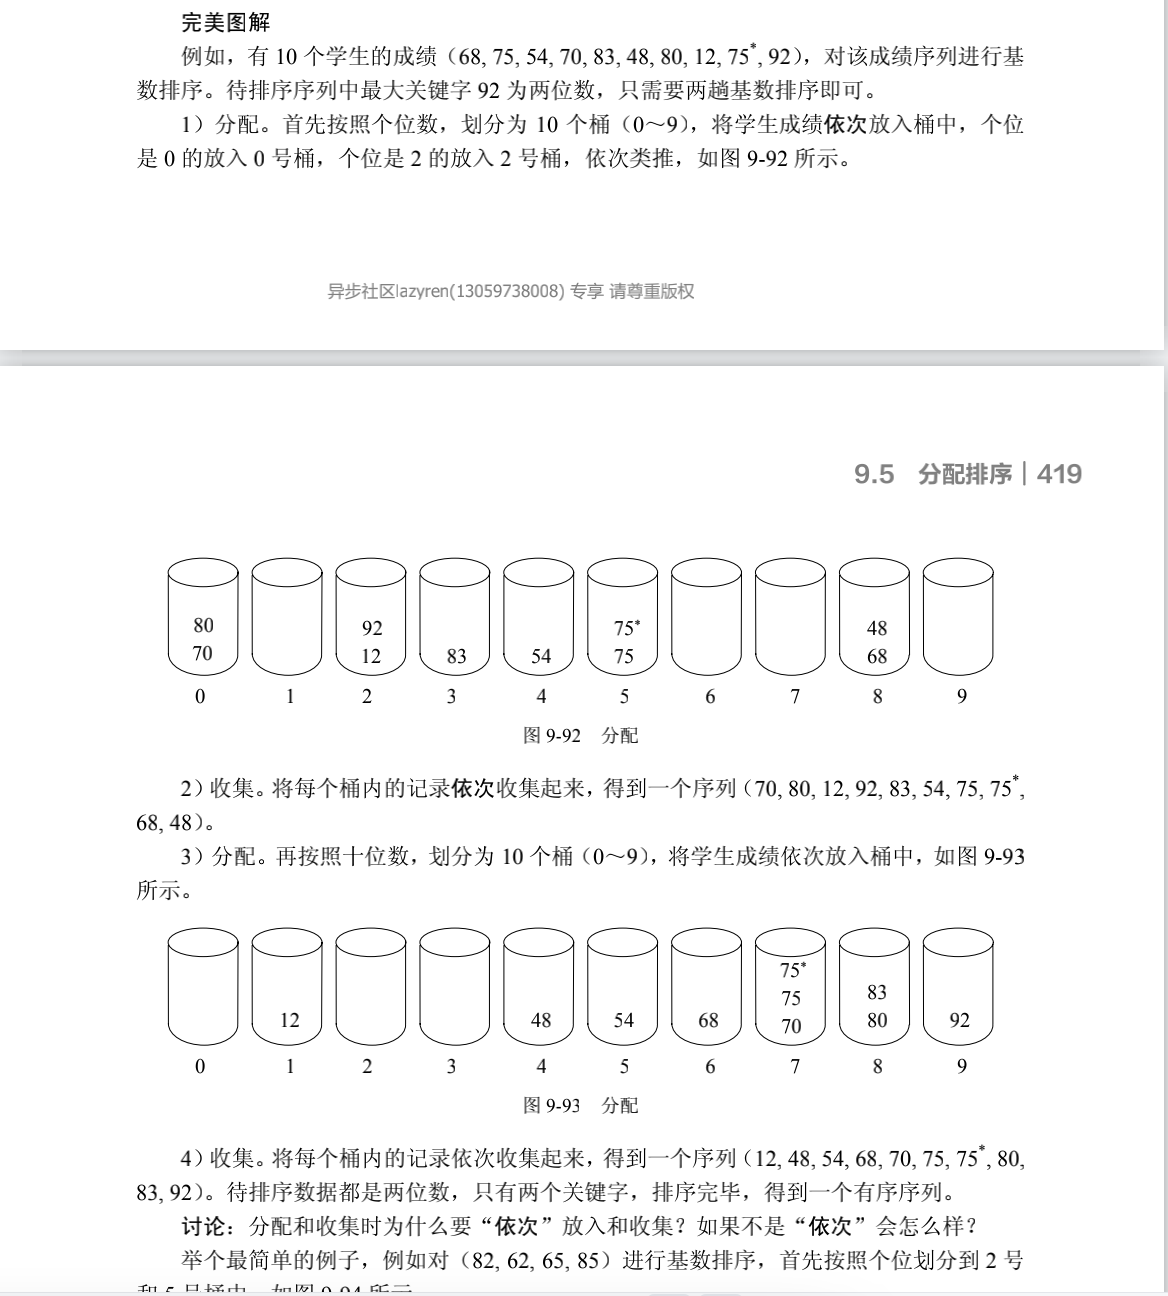 完美图解
例如，有 10 个学生的成绩（68, 75, 54, 70, 83, 48, 80, 12, 75*, 92），对该成绩序列进行基
数排序。待排序序列中最大关键字 92 为两位数，只需要两趟基数排序即可。
1）分配。首先按照个位数，划分为 10 个桶（0～9），将学生成绩依次放入桶中，个位
是 0 的放入 0 号桶，个位是 2 的放入 2 号桶，依次类推，如图 9-92 所示。
异步社区lazyren(13059738008) 专享 请尊重版权
9.5 分配排序｜419
80 92 75* 48
70 12 83 54 75 68
0 1 2 3 4 5 6 7 8 9
图 9-92 分配
2）收集。将每个桶内的记录依次收集起来，得到一个序列（70, 80, 12, 92, 83, 54, 75, 75*,
68, 48）。
3）分配。再按照十位数，划分为 10 个桶（0～9），将学生成绩依次放入桶中，如图 9-93
所示。
75*
75 83
12 48 54 68 70 80 92
0 1 2 3 4 5 6 7 8 9
图 9-93 分配
4）收集。将每个桶内的记录依次收集起来，得到一个序列（12, 48, 54, 68, 70, 75, 75*, 80,
83, 92）。待排序数据都是两位数，只有两个关键字，排序完毕，得到一个有序序列。
讨论：分配和收集时为什么要“依次”放入和收集？如果不是“依次”会怎么样？
举个最简单的例子，例如对（82, 62, 65, 85）进行基数排序，首先按照个位划分到 2 号